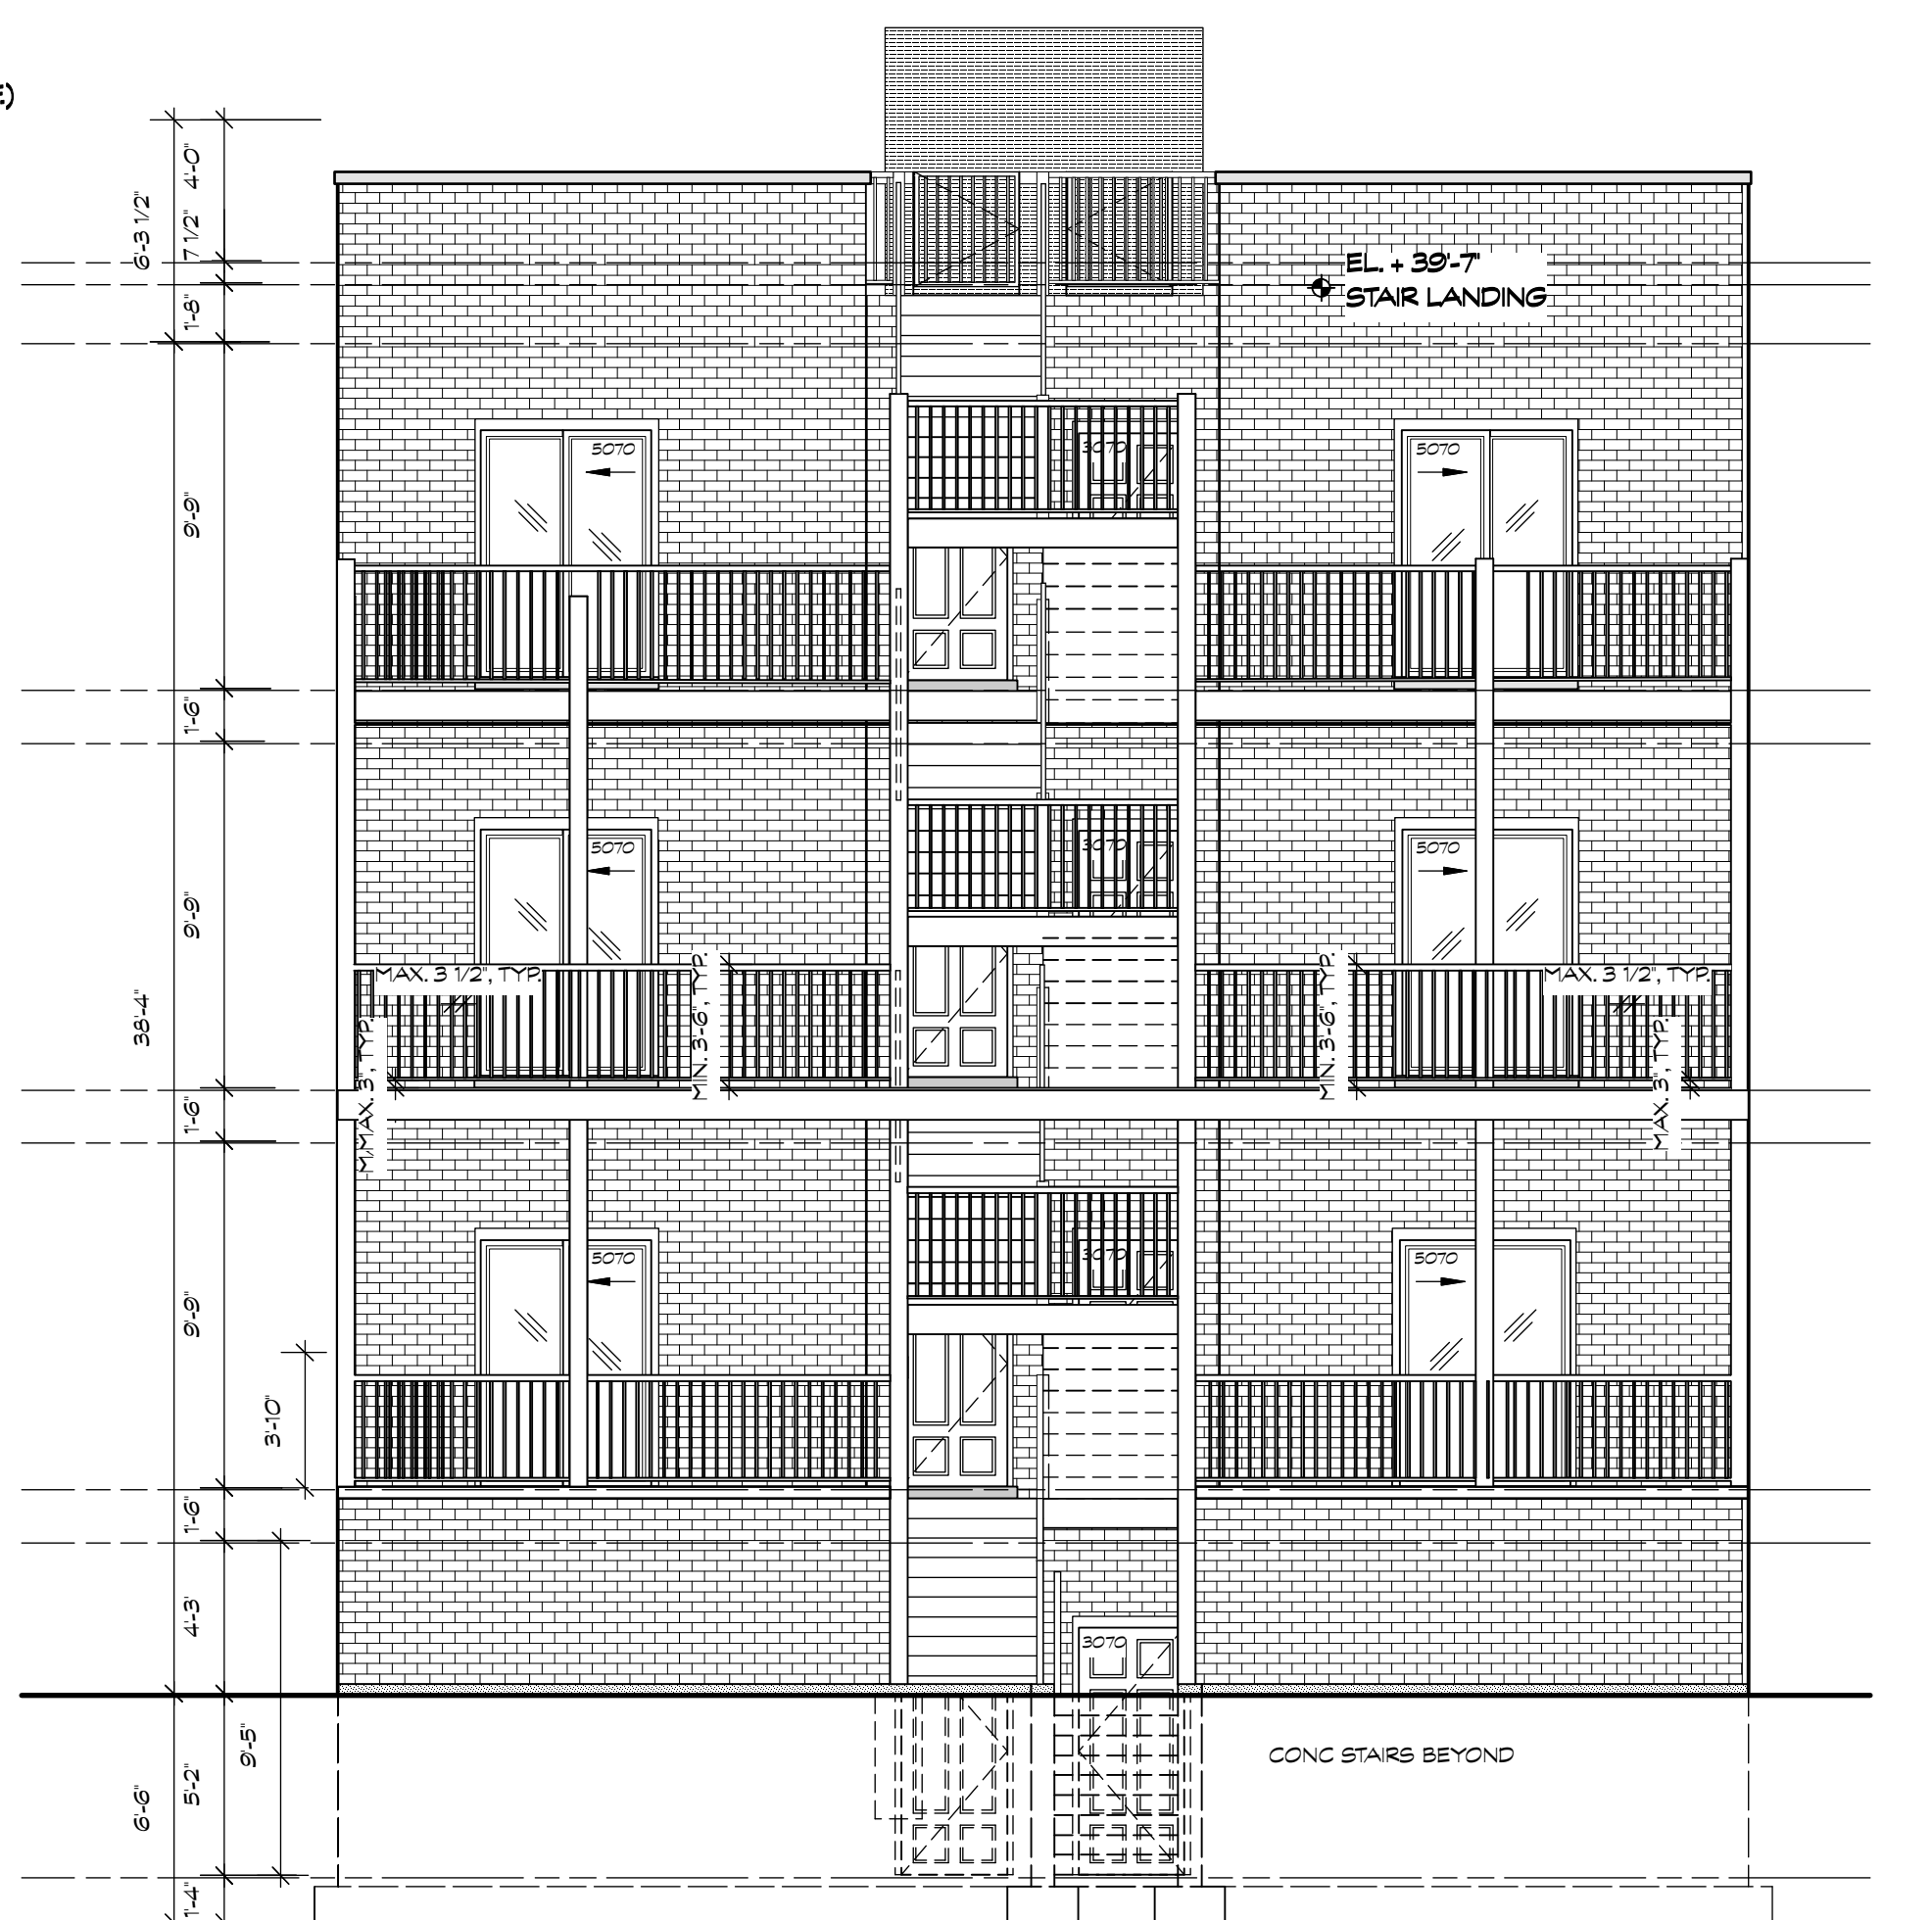 E)
4'-0"
6'-3 1/2"
7 1/2"
1'-8"
EL. + 39'-7"
STAIR LANDING
5070
3070
5070
9'-9"
1'-6"
5070
3070
5070
9'-9"
MAX. 3 1/2", TYP.
MIN. 3'-6", TYP.
MIN. 3'-6", TYP.
MAX. 3 1/2", TYP.
38'-4"
MAX. 3", TYP.
MAX. 3", TYP.
1'-6"
5070
3070
5070
9'-9"
3'-10"
1'-6"
4'-3"
3070
9'-5"
CONC STAIRS BEYOND
5'-2"
6'-6"
1'-4"